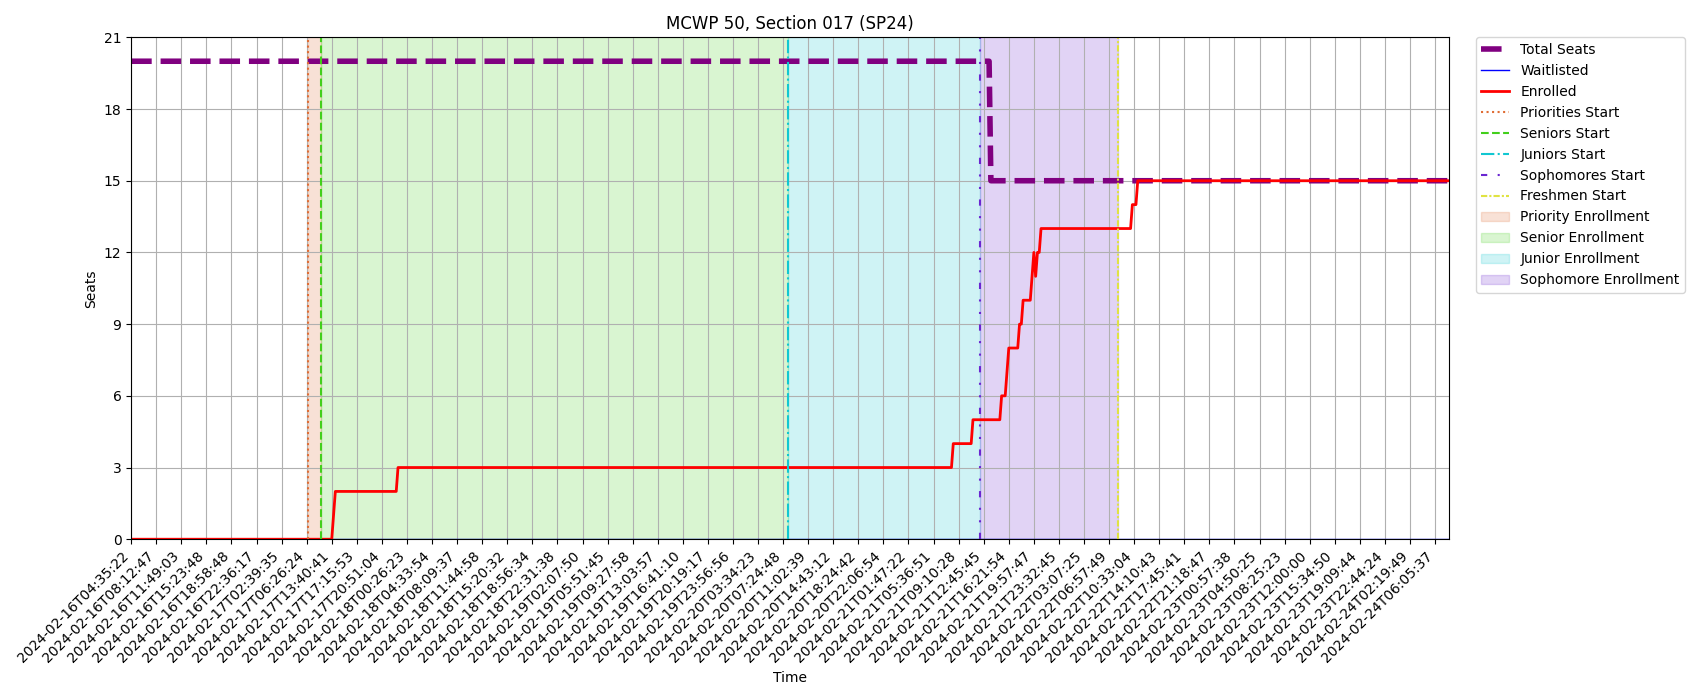 MCWP 50, Section 017 (SP24)
21
18
15
12
9
6
3
0
Seats
2024-02-16T04:35:22
2024-02-16T08:12:47
2024-02-16T11:49:03
2024-02-16T15:23:48
2024-02-16T18:58:48
2024-02-16T22:36:17
2024-02-17T02:39:35
2024-02-17T06:26:24
2024-02-17T13:40:41
2024-02-17T17:15:53
2024-02-17T20:51:04
2024-02-18T00:26:23
2024-02-18T04:33:54
2024-02-18T08:09:37
2024-02-18T11:44:58
2024-02-18T15:20:32
2024-02-18T18:56:34
2024-02-18T22:31:38
2024-02-19T02:07:50
2024-02-19T05:51:45
2024-02-19T09:27:58
2024-02-19T13:03:57
2024-02-19T16:41:10
2024-02-19T20:19:17
2024-02-19T23:56:56
2024-02-20T03:34:23
2024-02-20T07:24:48
2024-02-20T11:02:39
2024-02-20T14:43:12
2024-02-20T18:24:42
2024-02-20T22:06:54
2024-02-21T01:47:22
2024-02-21T05:36:51
2024-02-21T09:10:28
2024-02-21T12:45:45
2024-02-21T16:21:54
2024-02-21T19:57:47
2024-02-21T23:32:45
2024-02-22T03:07:25
2024-02-22T06:57:49
2024-02-22T10:33:04
2024-02-22T14:10:43
2024-02-22T17:45:41
2024-02-22T21:18:47
2024-02-23T00:57:38
2024-02-23T04:50:25
2024-02-23T08:25:23
2024-02-23T12:00:00
2024-02-23T15:34:50
2024-02-23T19:09:44
2024-02-23T22:44:24
2024-02-24T02:19:49
2024-02-24T06:05:37
Time
Total Seats
Waitlisted
Enrolled
Priorities Start
Seniors Start
Juniors Start
Sophomores Start
Freshmen Start
Priority Enrollment
Senior Enrollment
Junior Enrollment
Sophomore Enrollment